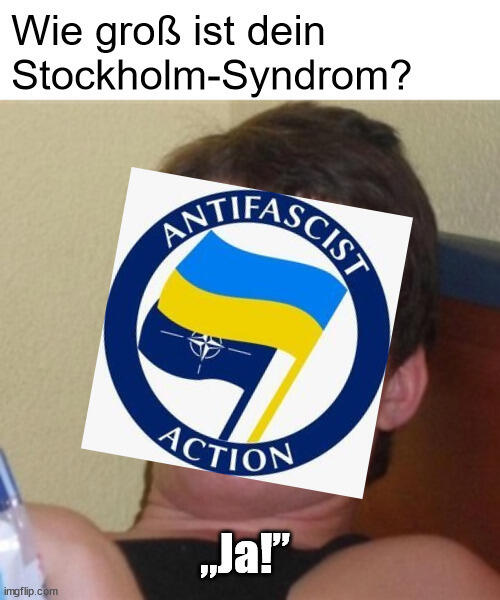 Wie groß ist dein
Stockholm-Syndrom?
ANTIFASCIST
ACTION
„Ja!”
imgflip.com